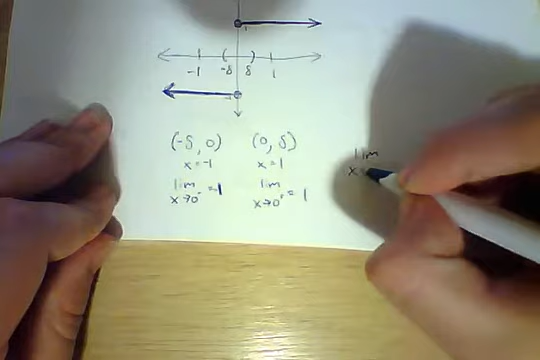 -1 -δ δ 1
(-δ, 0) (0, δ)
x = -1 x = 1
lim = -1 lim = 1
x→0⁻ x→0⁺
lim
x